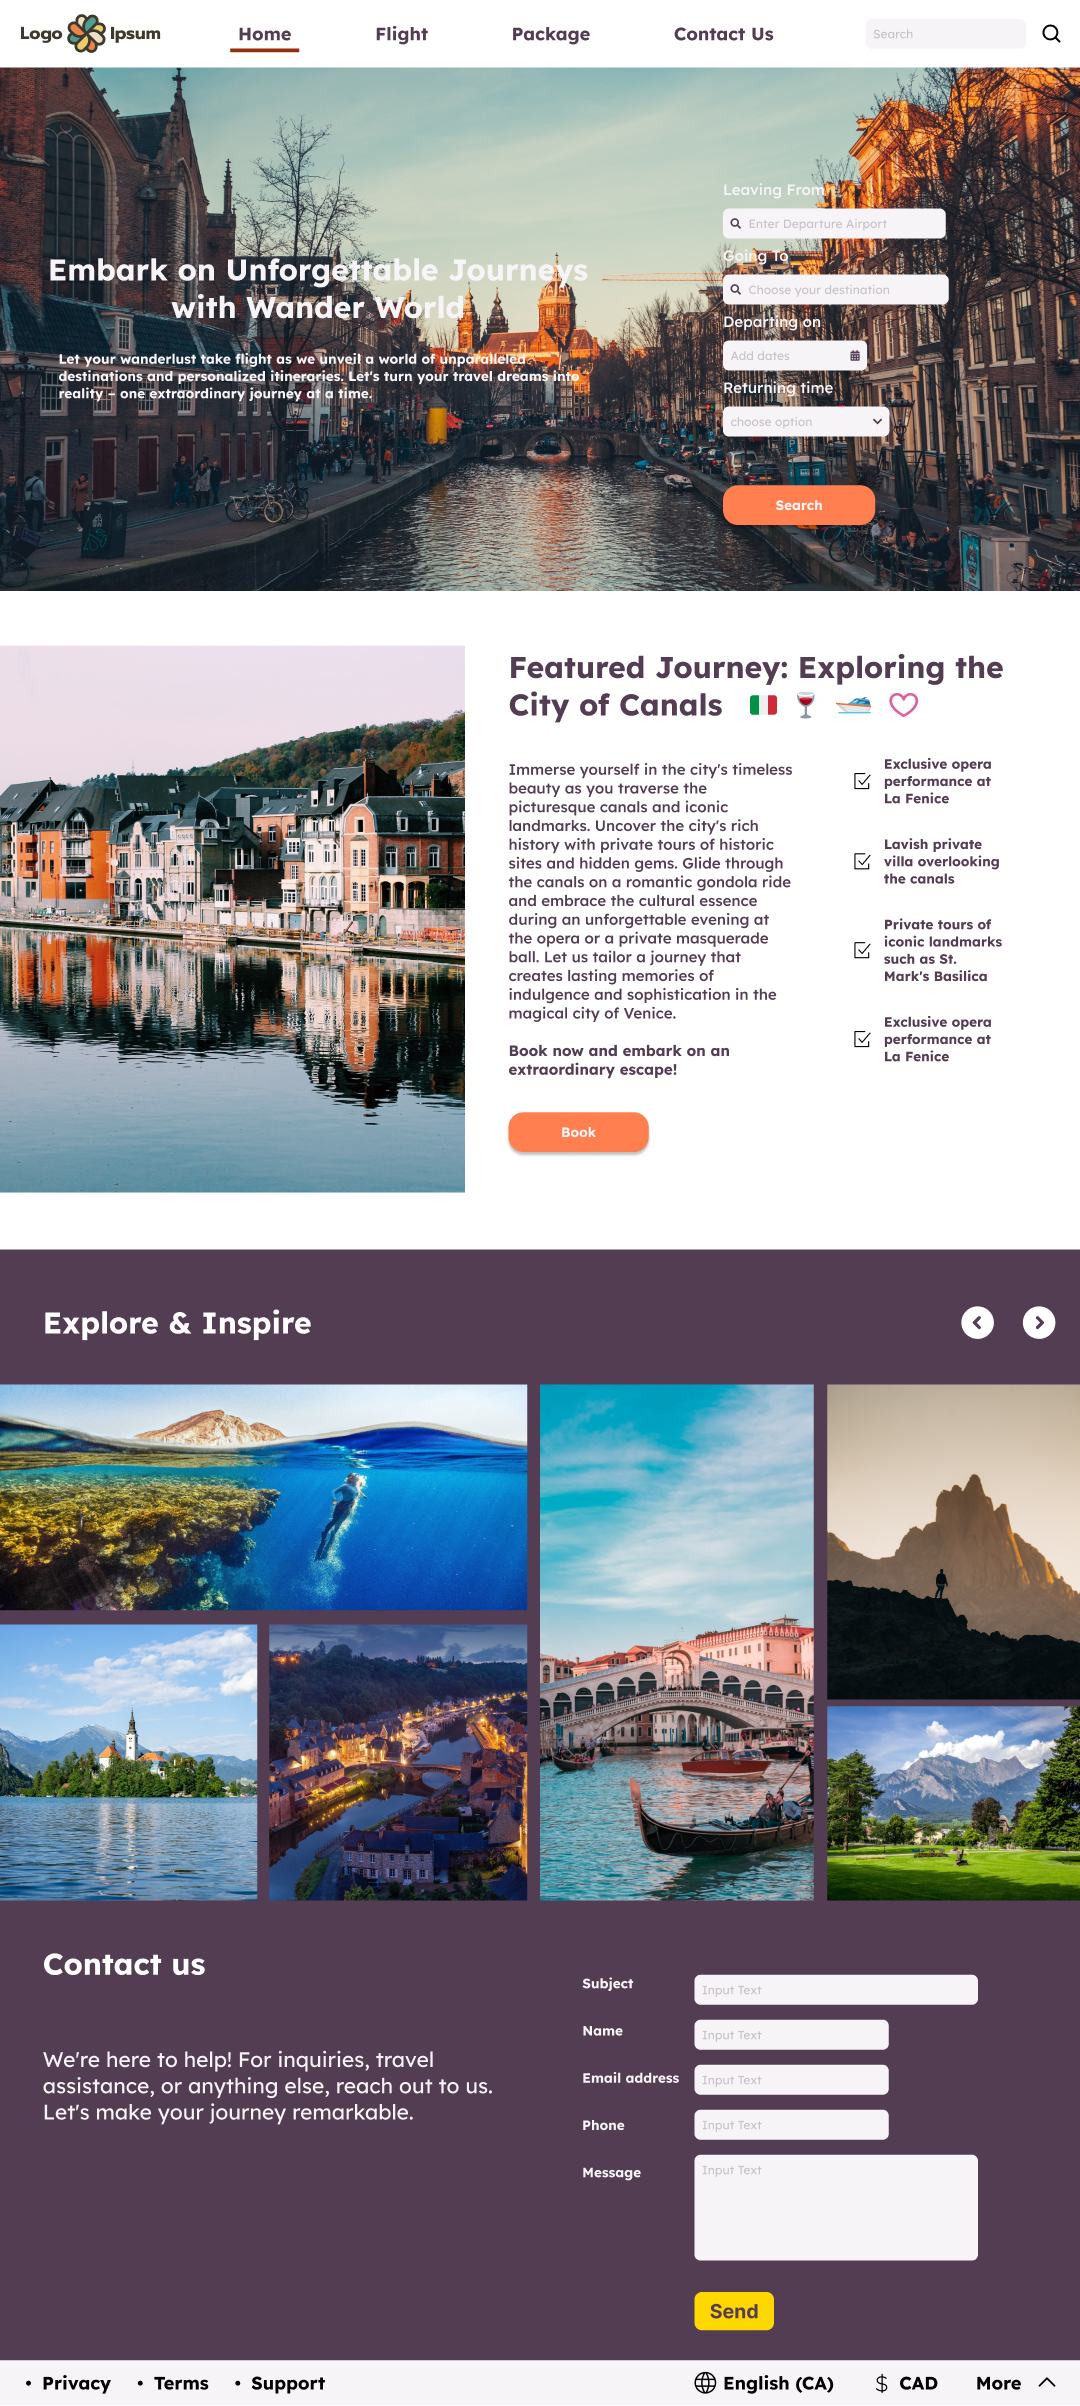 Logo Ipsum
Home
Flight
Package
Contact Us
Search
Leaving From
Enter Departure Airport
Going To
Choose your destination
Departing on
Add dates
Returning time
choose option
Search
Embark on Unforgettable Journeys
with Wander World
Let your wanderlust take flight as we unveil a world of unparalleled
destinations and personalized itineraries. Let's turn your travel dreams into
reality – one extraordinary journey at a time.
Featured Journey: Exploring the
City of Canals
Immerse yourself in the city's timeless
beauty as you traverse the
picturesque canals and iconic
landmarks. Uncover the city's rich
history with private tours of historic
sites and hidden gems. Glide through
the canals on a romantic gondola ride
and embrace the cultural essence
during an unforgettable evening at
the opera or a private masquerade
ball. Let us tailor a journey that
creates lasting memories of
indulgence and sophistication in the
magical city of Venice.
Book now and embark on an
extraordinary escape!
Book
Exclusive opera
performance at
La Fenice
Lavish private
villa overlooking
the canals
Private tours of
iconic landmarks
such as St.
Mark's Basilica
Exclusive opera
performance at
La Fenice
Explore & Inspire
Contact us
We're here to help! For inquiries, travel
assistance, or anything else, reach out to us.
Let's make your journey remarkable.
Subject
Input Text
Name
Input Text
Email address
Input Text
Phone
Input Text
Message
Input Text
Send
• Privacy
• Terms
• Support
English (CA)
$ CAD
More